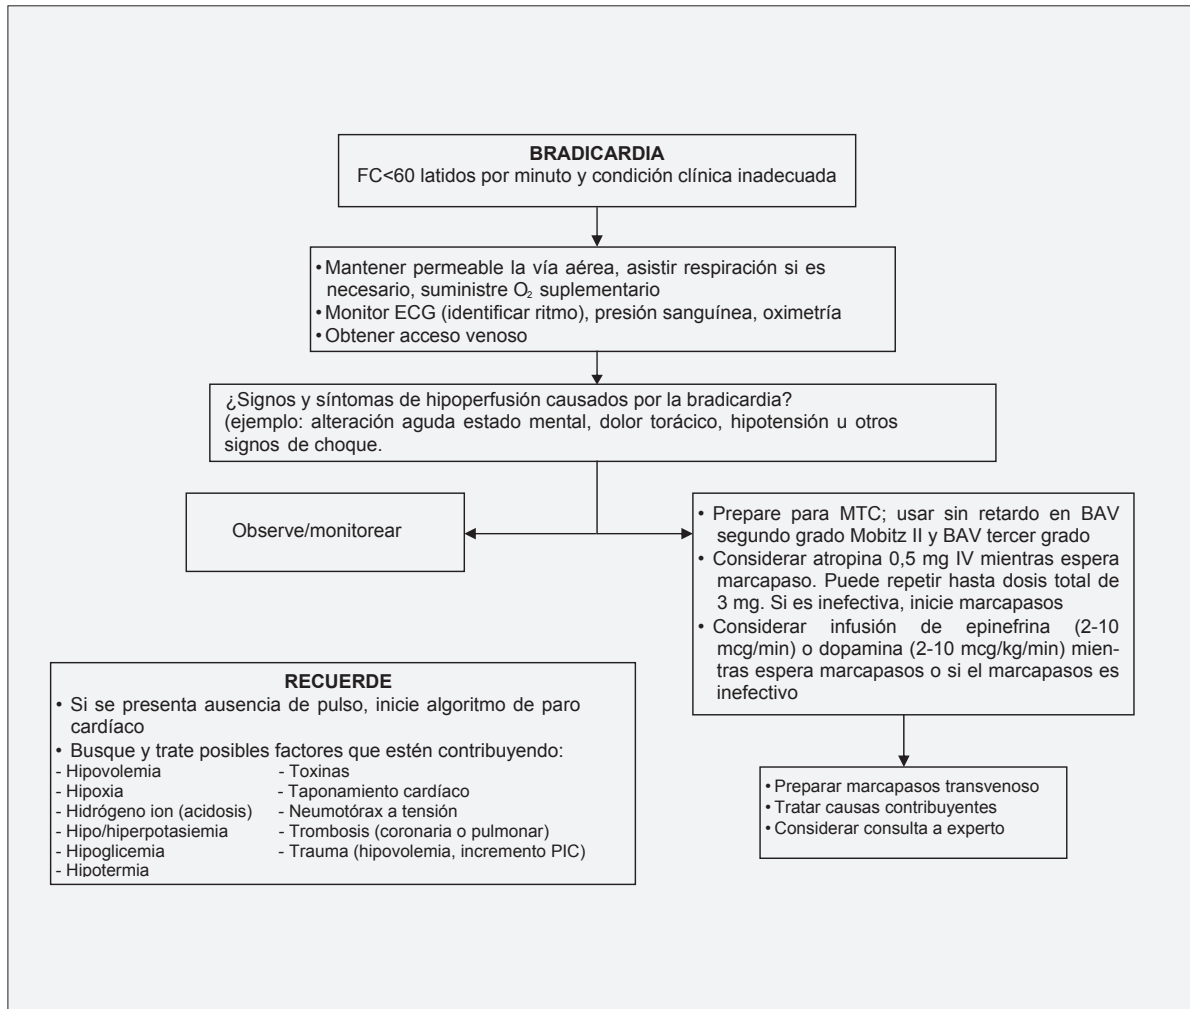 BRADICARDIA
FC<60 latidos por minuto y condición clínica inadecuada
• Mantener permeable la vía aérea, asistir respiración si es
necesario, suministre O₂ suplementario
• Monitor ECG (identificar ritmo), presión sanguínea, oximetría
• Obtener acceso venoso
¿Signos y síntomas de hipoperfusión causados por la bradicardia?
(ejemplo: alteración aguda estado mental, dolor torácico, hipotensión u otros
signos de choque.
Observe/monitorear
• Prepare para MTC; usar sin retardo en BAV
segundo grado Mobitz II y BAV tercer grado
• Considerar atropina 0,5 mg IV mientras espera
marcapaso. Puede repetir hasta dosis total de
3 mg. Si es inefectiva, inicie marcapasos
• Considerar infusión de epinefrina (2-10
mcg/min) o dopamina (2-10 mcg/kg/min) mien-
tras espera marcapasos o si el marcapasos es
inefectivo
RECUERDE
• Si se presenta ausencia de pulso, inicie algoritmo de paro
cardíaco
• Busque y trate posibles factores que estén contribuyendo:
- Hipovolemia - Toxinas
- Hipoxia - Taponamiento cardíaco
- Hidrógeno ion (acidosis) - Neumotórax a tensión
- Hipo/hiperpotasiemia - Trombosis (coronaria o pulmonar)
- Hipoglicemia - Trauma (hipovolemia, incremento PIC)
- Hipotermia
• Preparar marcapasos transvenoso
• Tratar causas contribuyentes
• Considerar consulta a experto